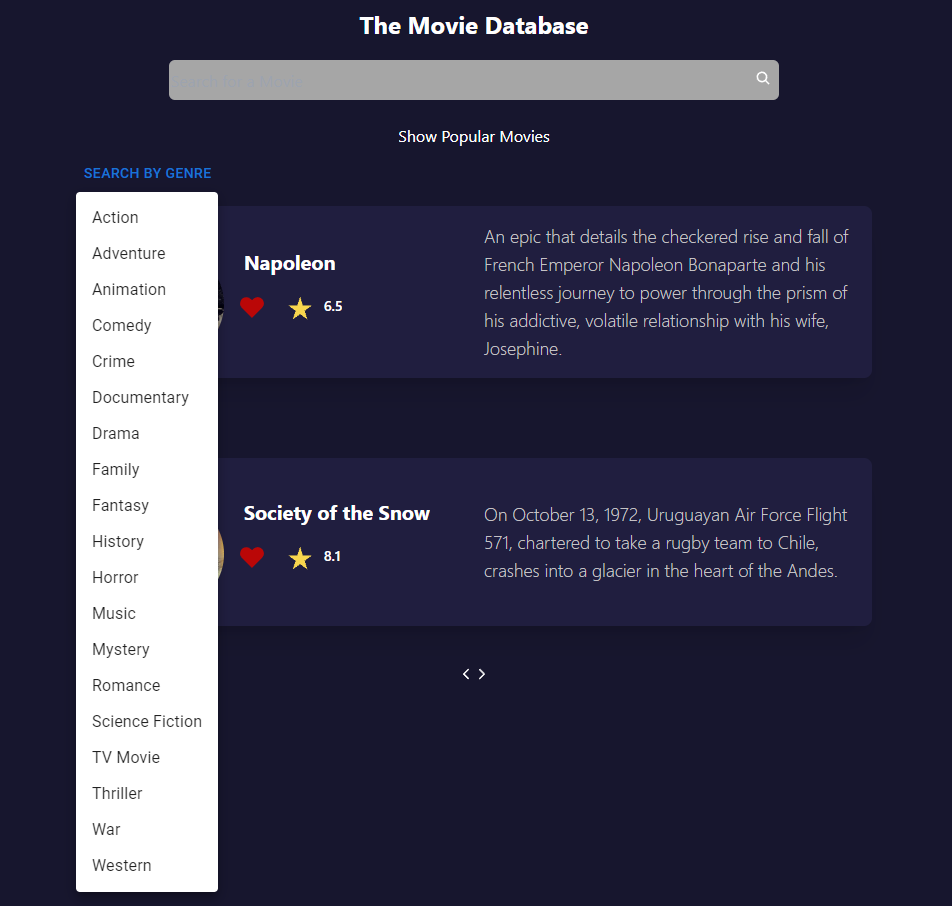 The Movie Database
Search for a Movie...
Show Popular Movies
SEARCH BY GENRE
Action
Adventure
Animation
Comedy
Crime
Documentary
Drama
Family
Fantasy
History
Horror
Music
Mystery
Romance
Science Fiction
TV Movie
Thriller
War
Western
Napoleon
6.5
An epic that details the checkered rise and fall of
French Emperor Napoleon Bonaparte and his
relentless journey to power through the prism of
his addictive, volatile relationship with his wife,
Josephine.
Society of the Snow
8.1
On October 13, 1972, Uruguayan Air Force Flight
571, chartered to take a rugby team to Chile,
crashes into a glacier in the heart of the Andes.